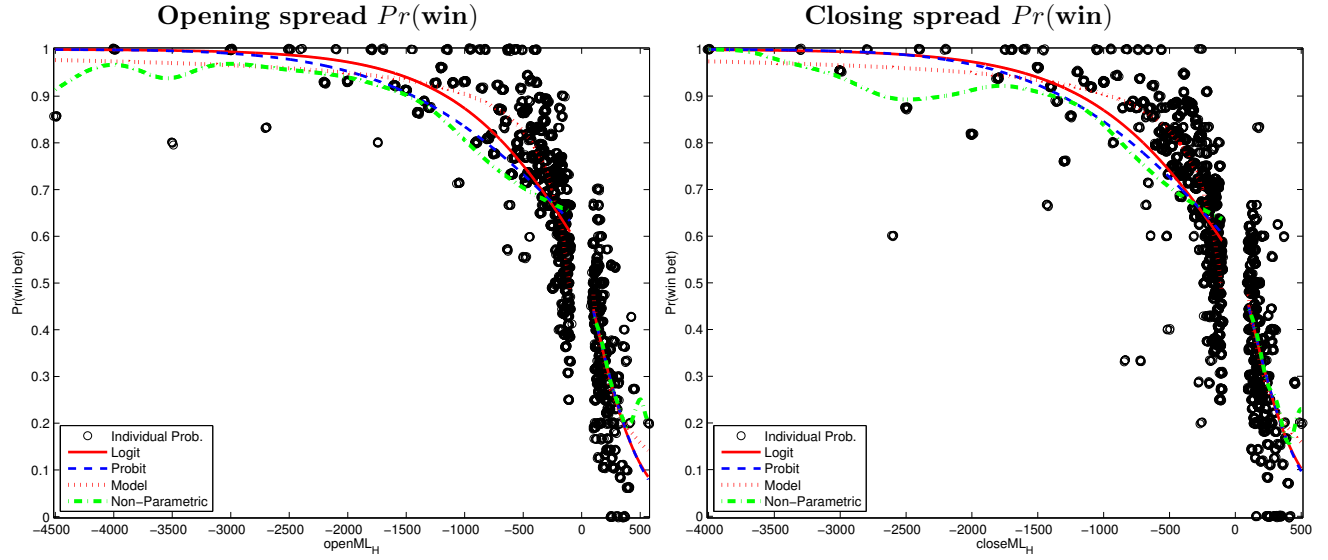 Opening spread Pr(win)
Pr(win bet)
1
0.9
0.8
0.7
0.6
0.5
0.4
0.3
0.2
0.1
0
Individual Prob.
Logit
Probit
Model
Non−Parametric
−4500 −4000 −3500 −3000 −2500 −2000 −1500 −1000 −500 0 500
openML_H
Closing spread Pr(win)
Pr(win bet)
1
0.9
0.8
0.7
0.6
0.5
0.4
0.3
0.2
0.1
0
Individual Prob.
Logit
Probit
Model
Non−Parametric
−4000 −3500 −3000 −2500 −2000 −1500 −1000 −500 0 500
closeML_H